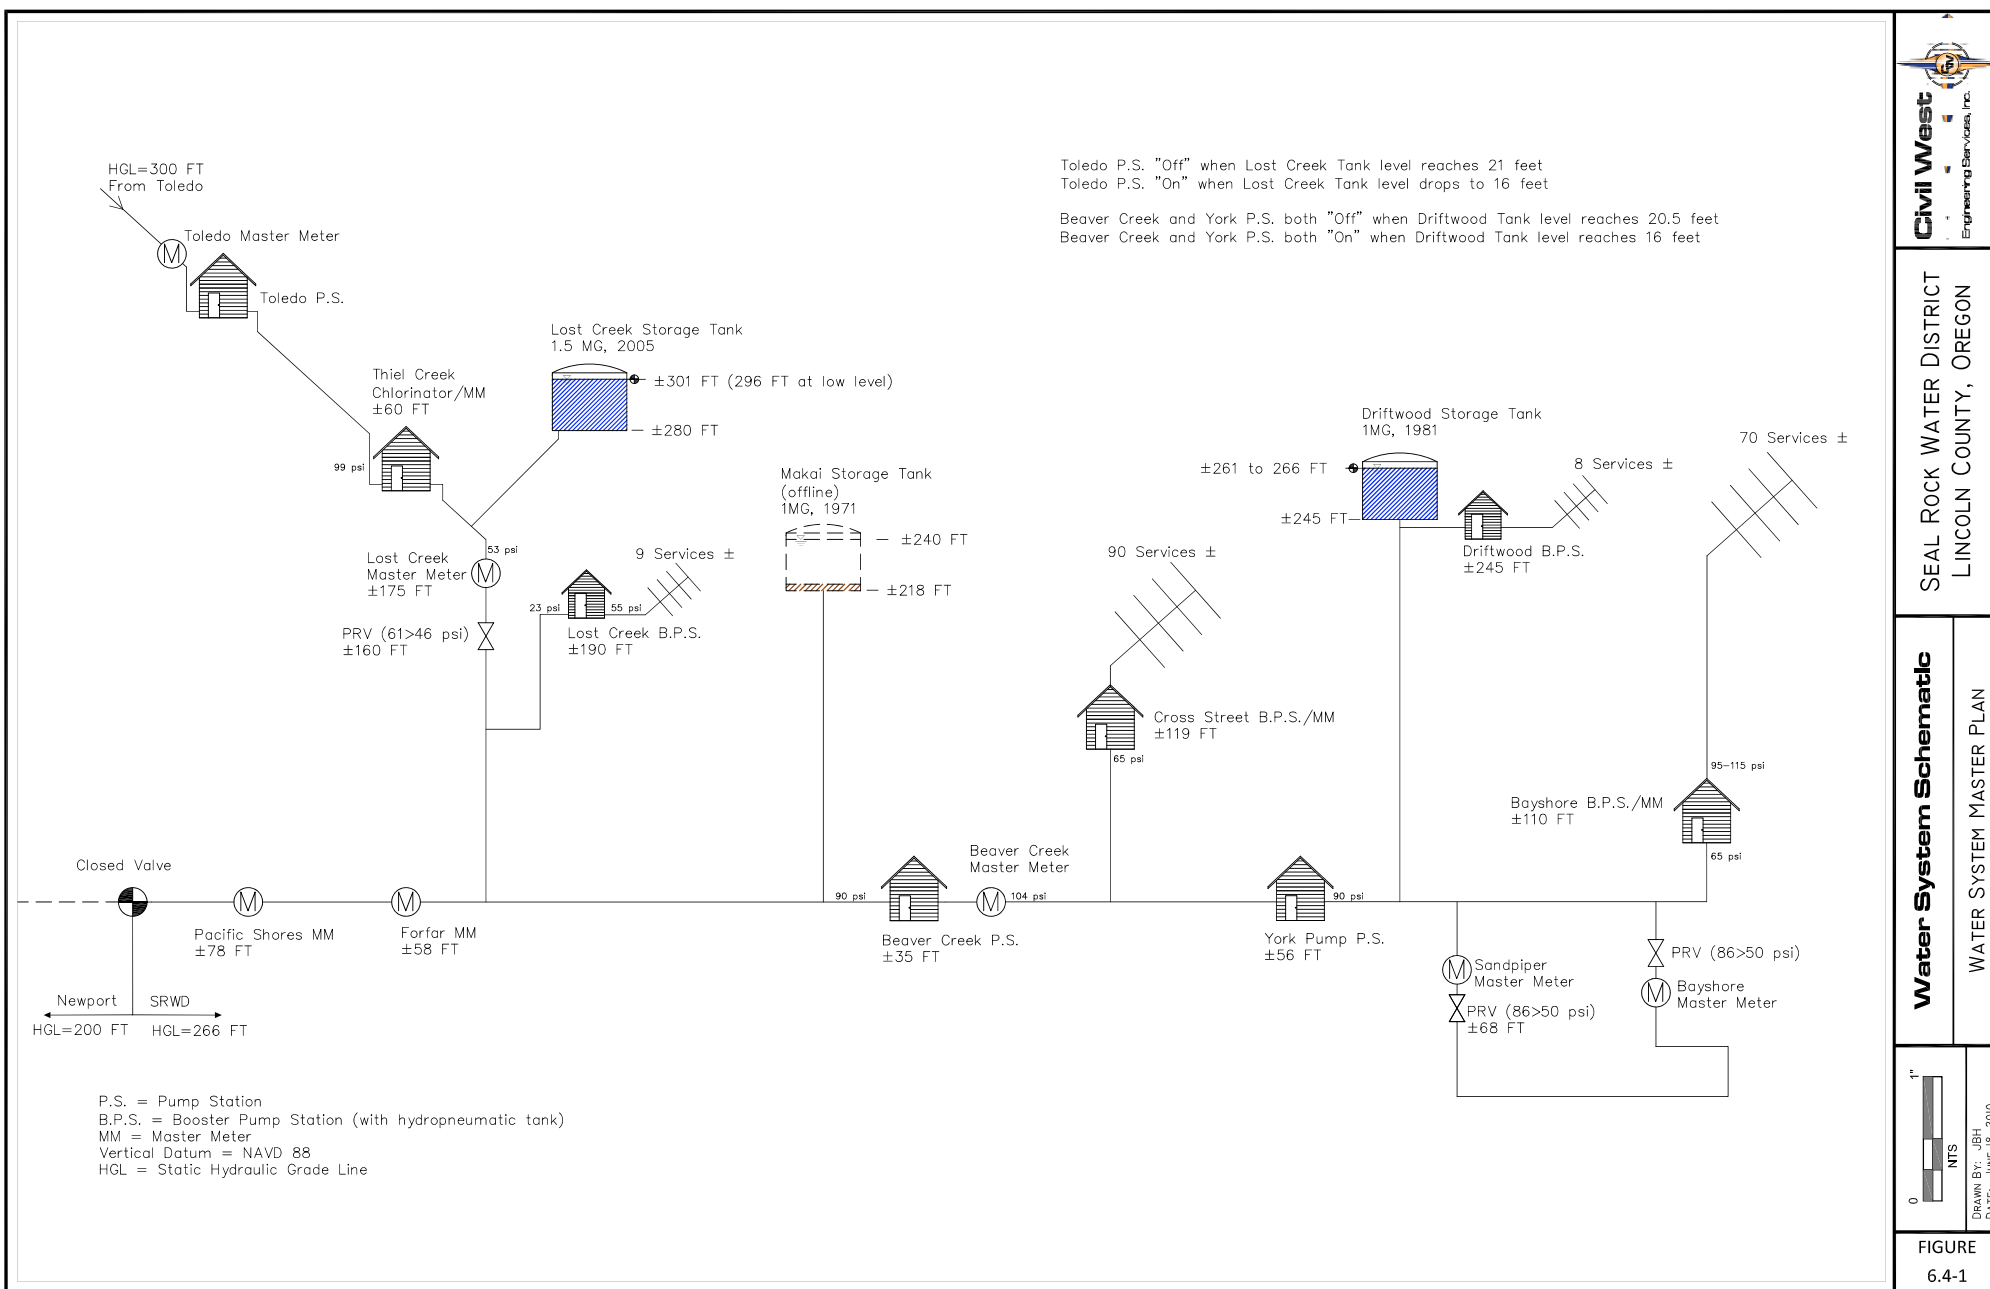 HGL=300 FT
From Toledo
Toledo Master Meter
M
Toledo P.S.
Toledo P.S. "Off" when Lost Creek Tank level reaches 21 feet
Toledo P.S. "On" when Lost Creek Tank level drops to 16 feet
Beaver Creek and York P.S. both "Off" when Driftwood Tank level reaches 20.5 feet
Beaver Creek and York P.S. both "On" when Driftwood Tank level reaches 16 feet
Lost Creek Storage Tank
1.5 MG, 2005
±301 FT (296 FT at low level)
±280 FT
Thiel Creek
Chlorinator/MM
±60 FT
99 psi
53 psi
Lost Creek
Master Meter
±175 FT
M
PRV (61>46 psi)
±160 FT
9 Services ±
23 psi
55 psi
Lost Creek B.P.S.
±190 FT
Makai Storage Tank
(offline)
1MG, 1971
±240 FT
±218 FT
90 Services ±
Cross Street B.P.S./MM
±119 FT
65 psi
Driftwood Storage Tank
1MG, 1981
±261 to 266 FT
±245 FT
8 Services ±
Driftwood B.P.S.
±245 FT
70 Services ±
95-115 psi
Bayshore B.P.S./MM
±110 FT
65 psi
Closed Valve
M
Pacific Shores MM
±78 FT
M
Forfar MM
±58 FT
90 psi
Beaver Creek P.S.
±35 FT
Beaver Creek
Master Meter
M
104 psi
York Pump P.S.
±56 FT
90 psi
M
Sandpiper
Master Meter
PRV (86>50 psi)
±68 FT
PRV (86>50 psi)
M
Bayshore
Master Meter
Newport
SRWD
HGL=200 FT
HGL=266 FT
P.S. = Pump Station
B.P.S. = Booster Pump Station (with hydropneumatic tank)
MM = Master Meter
Vertical Datum = NAVD 88
HGL = Static Hydraulic Grade Line
Civil West
Engineering Services, Inc.
SEAL ROCK WATER DISTRICT
LINCOLN COUNTY, OREGON
Water System Schematic
WATER SYSTEM MASTER PLAN
0
1"
NTS
DRAWN BY: JBH
FIGURE
6.4-1